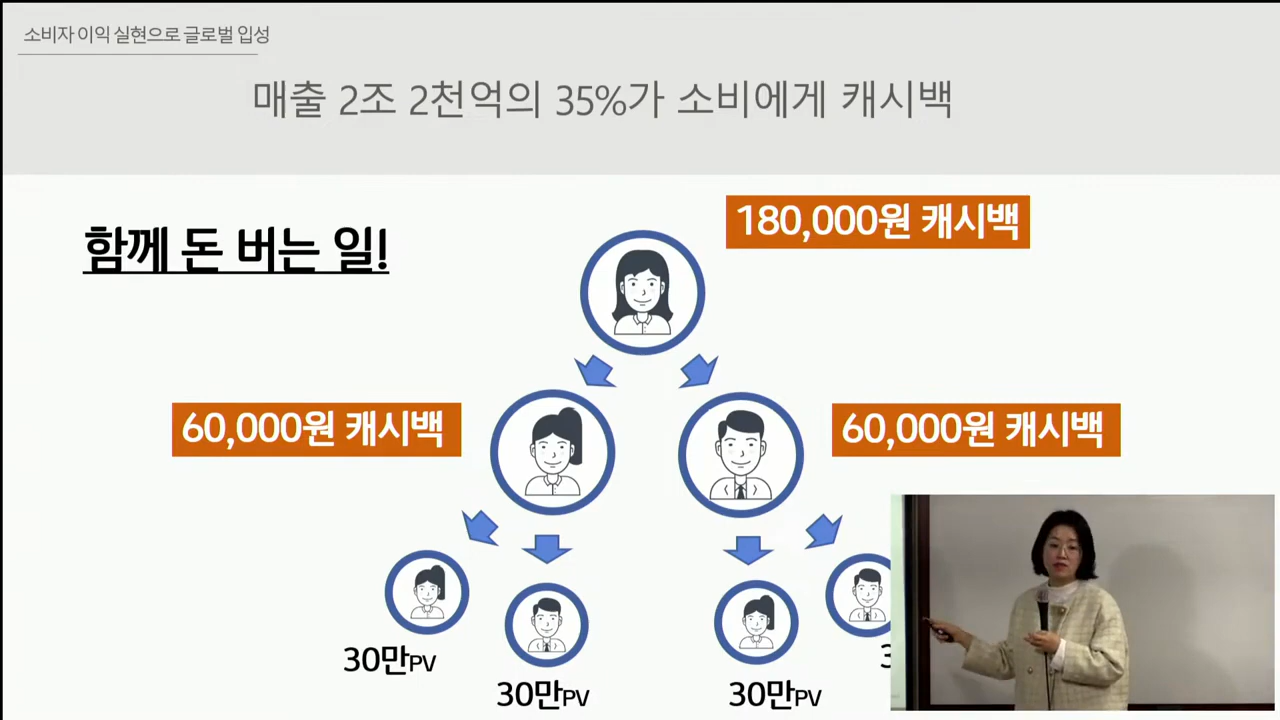 소비자 이익 실현으로 글로벌 입성
매출 2조 2천억의 35%가 소비에게 캐시백
함께 돈 버는 일!
180,000원 캐시백
60,000원 캐시백
60,000원 캐시백
30만PV
30만PV
30만PV
3